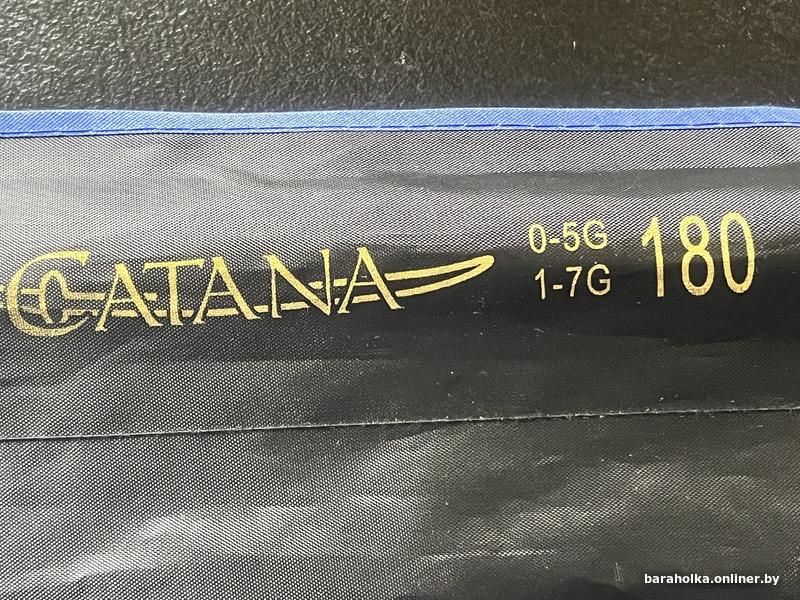 CATANA
0-5G
1-7G
180
baraholka.onliner.by